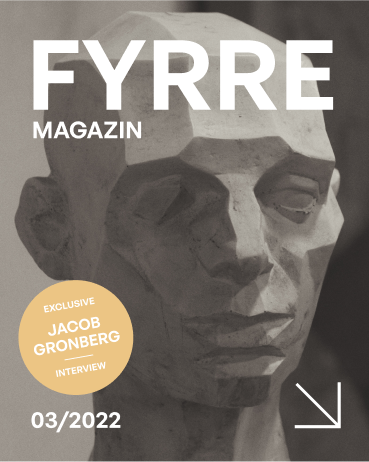 FYRRE
MAGAZIN
EXCLUSIVE
JACOB
GRONBERG
INTERVIEW
03/2022